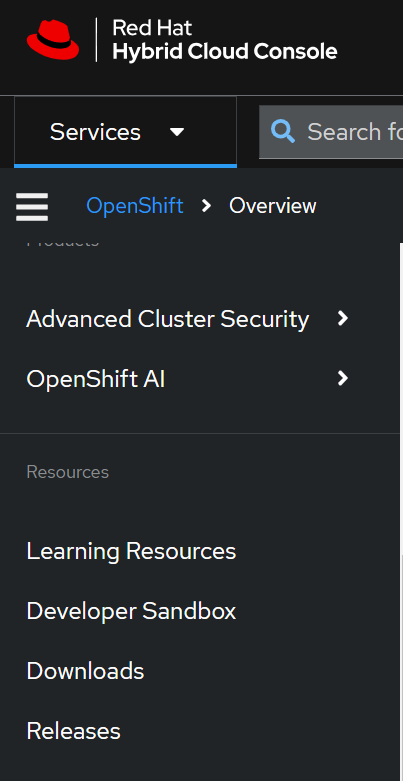 Red Hat
Hybrid Cloud Console
Services
Search fo
OpenShift
Overview
Products
Advanced Cluster Security
OpenShift AI
Resources
Learning Resources
Developer Sandbox
Downloads
Releases